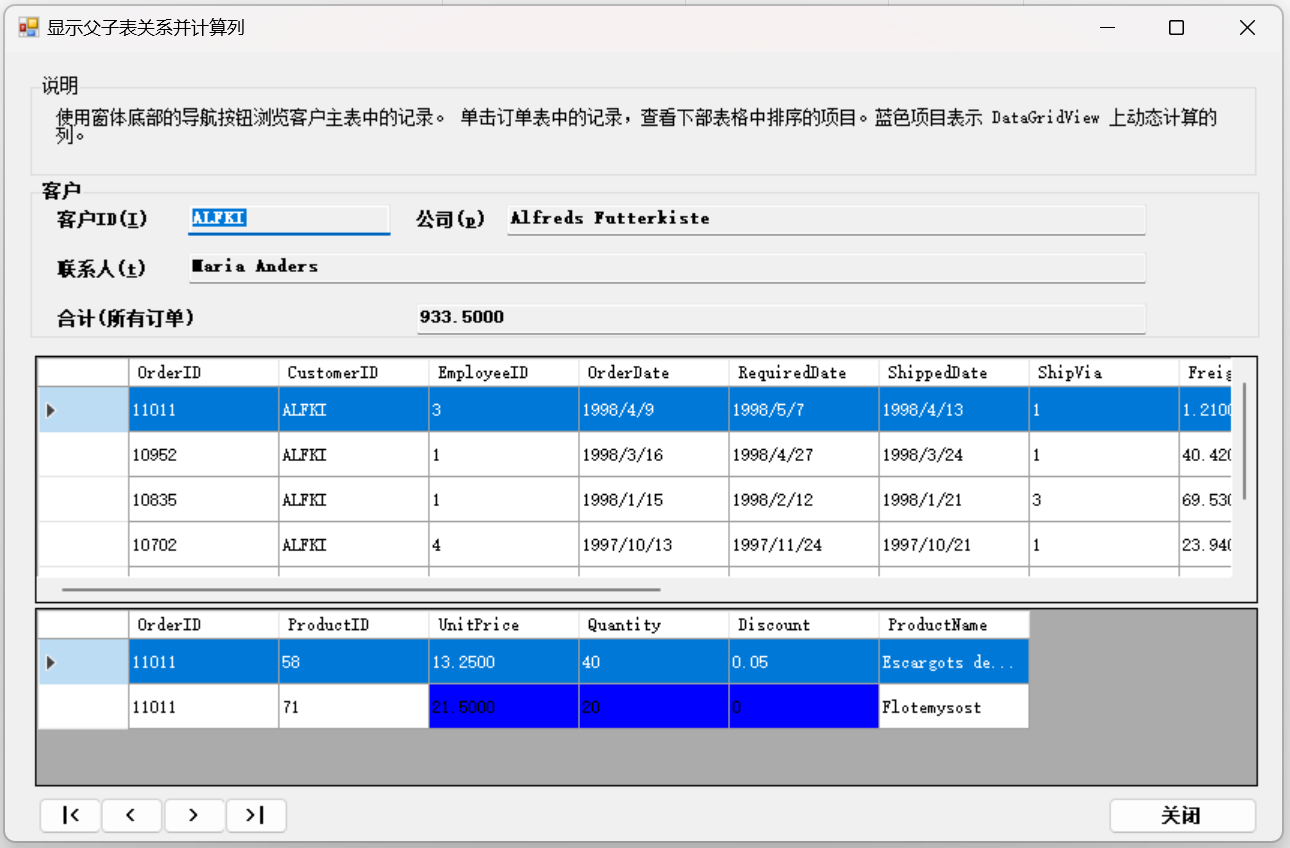 显示父子表关系并计算列
说明
使用窗体底部的导航按钮浏览客户主表中的记录。 单击订单表中的记录，查看下部表格中排序的项目。蓝色项目表示 DataGridView 上动态计算的
列。
客户
客户ID(I) ALFKI 公司(p) Alfreds Futterkiste
联系人(t) Maria Anders
合计(所有订单) 933.5000
OrderID CustomerID EmployeeID OrderDate RequiredDate ShippedDate ShipVia Freig
11011 ALFKI 3 1998/4/9 1998/5/7 1998/4/13 1 1.2100
10952 ALFKI 1 1998/3/16 1998/4/27 1998/3/24 1 40.420
10835 ALFKI 1 1998/1/15 1998/2/12 1998/1/21 3 69.530
10702 ALFKI 4 1997/10/13 1997/11/24 1997/10/21 1 23.940
OrderID ProductID UnitPrice Quantity Discount ProductName
11011 58 13.2500 40 0.05 Escargots de...
11011 71 21.5000 20 0 Flotemysost
关闭